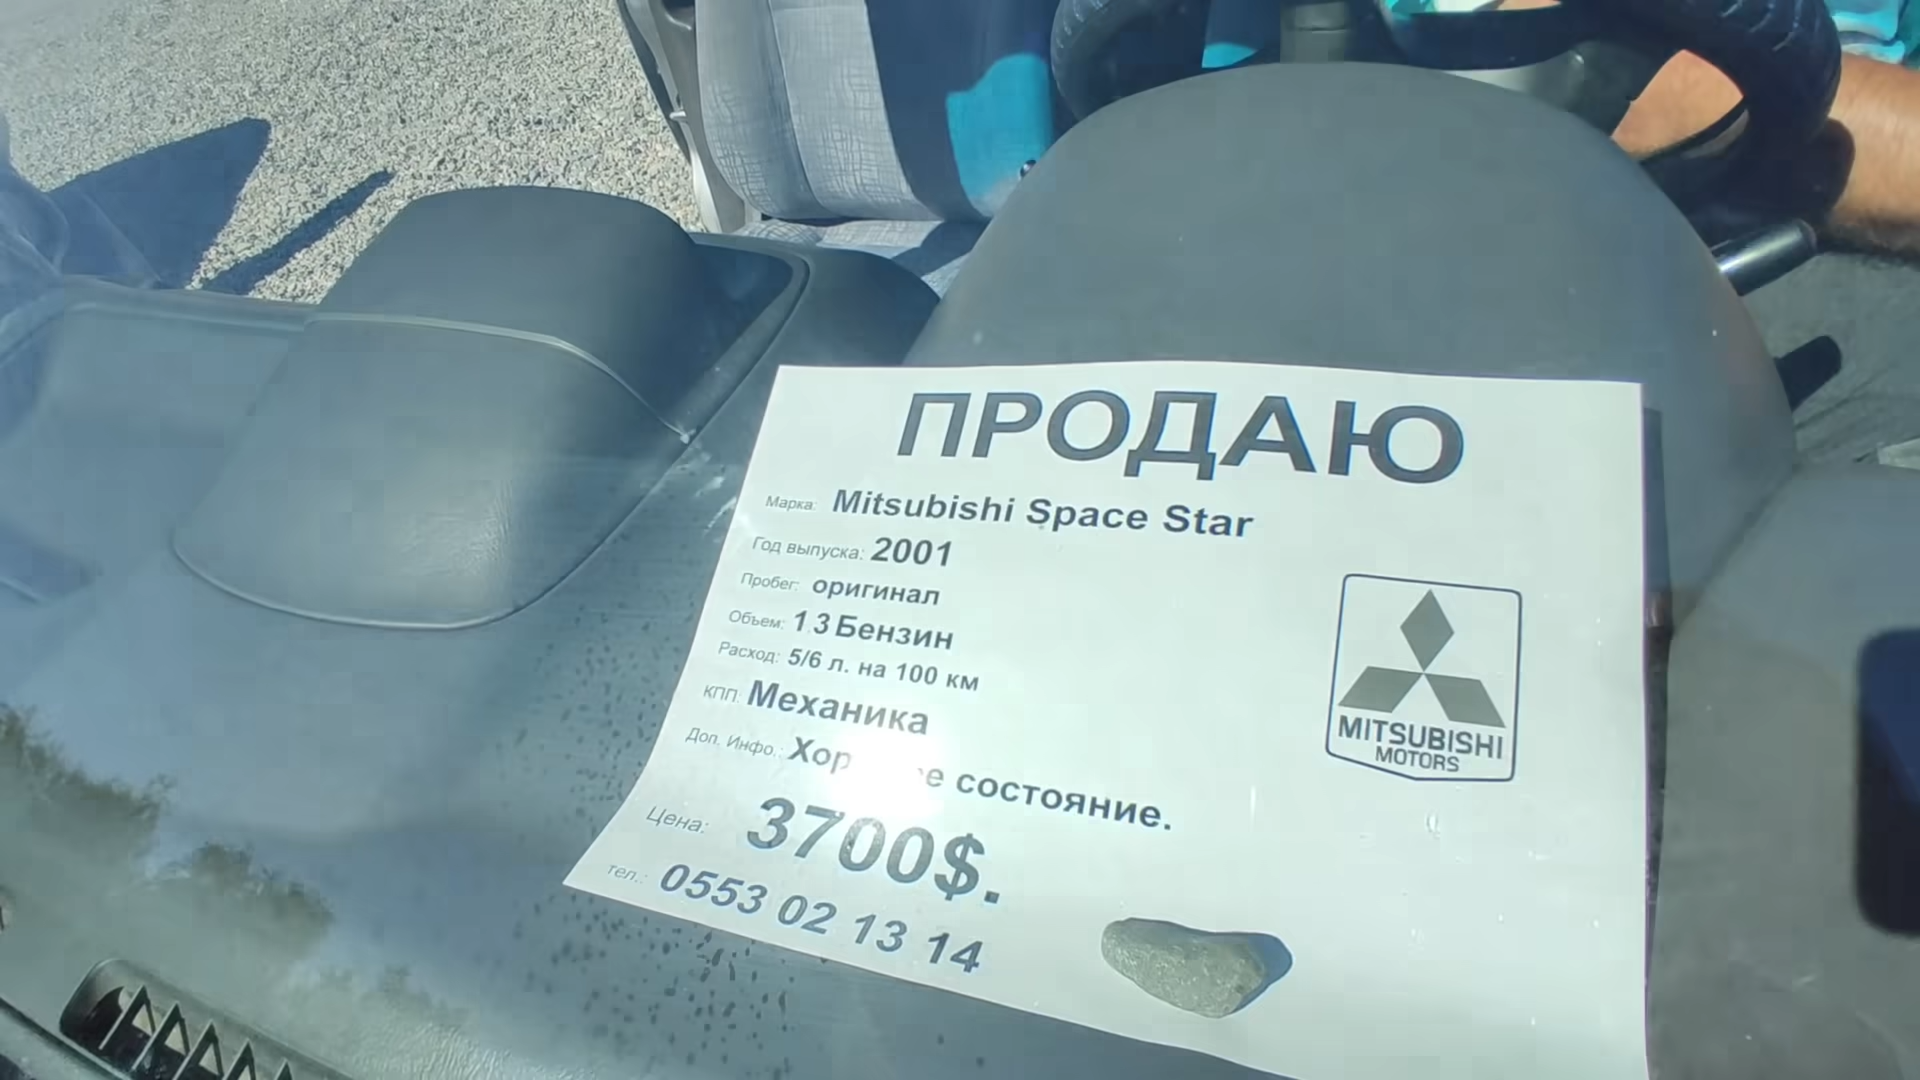 ПРОДАЮ
Марка: Mitsubishi Space Star
Год выпуска: 2001
Пробег: оригинал
Объем: 1.3 Бензин
Расход: 5/6 л. на 100 км
КПП: Механика
Доп. Инфо.: состояние.
Цена: 3700$.
тел.: 0553 02 13 14
MITSUBISHI
MOTORS